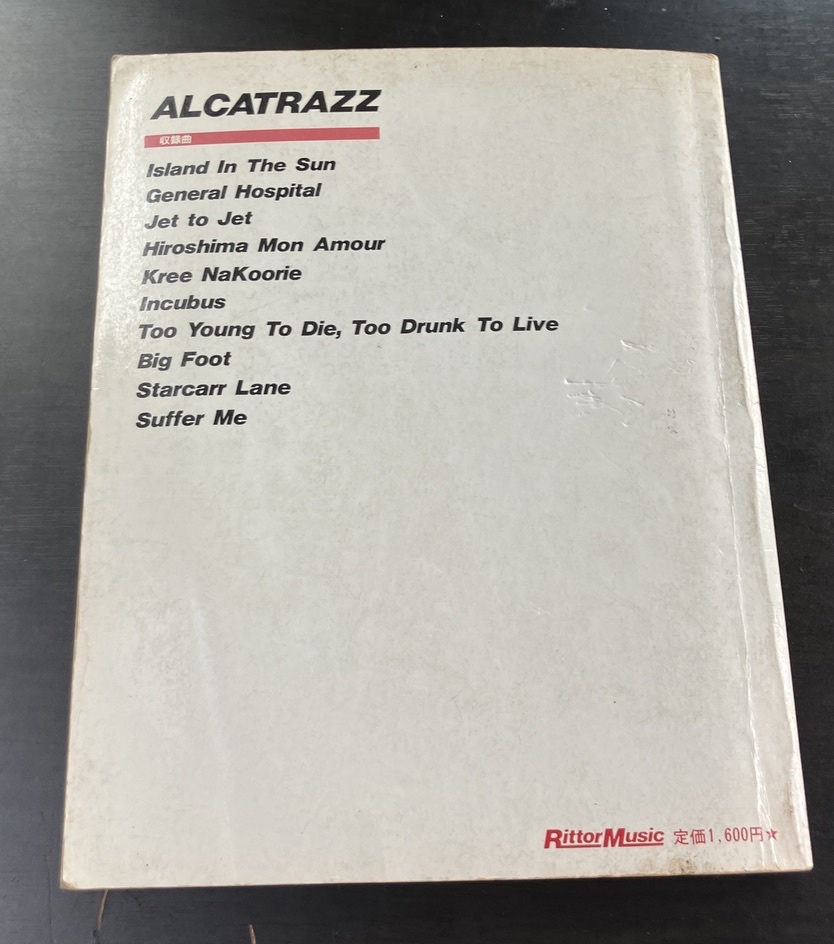 ALCATRAZZ
収録曲
Island In The Sun
General Hospital
Jet to Jet
Hiroshima Mon Amour
Kree NaKoorie
Incubus
Too Young To Die, Too Drunk To Live
Big Foot
Starcarr Lane
Suffer Me
RittorMusic 定価1,600円★